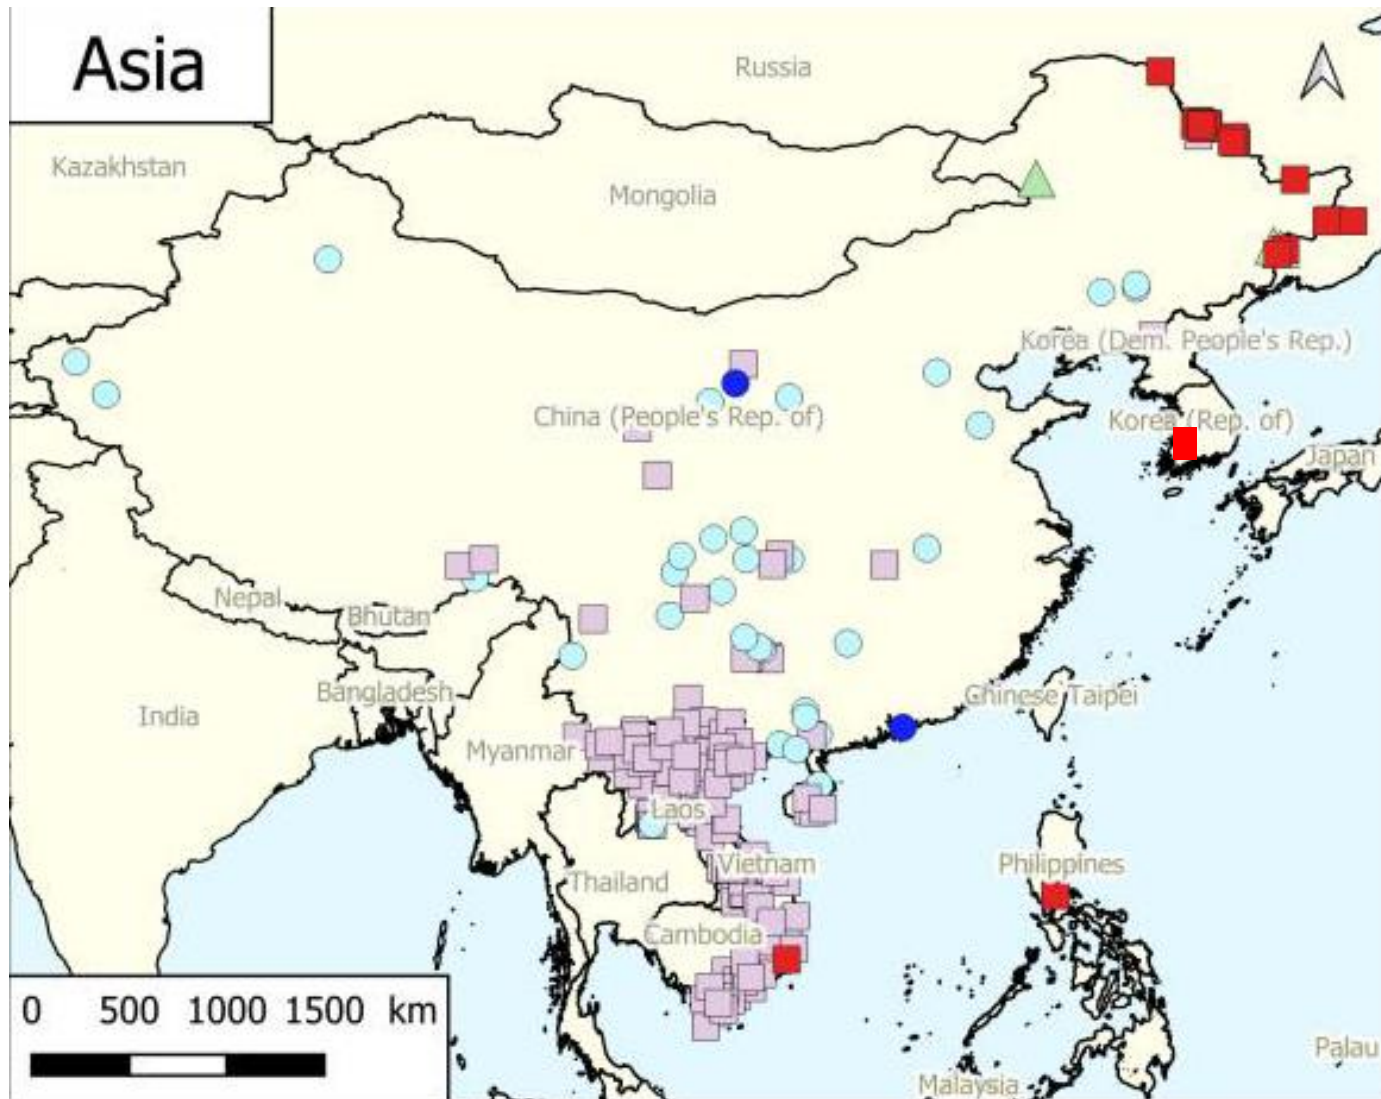 Asia
Russia
Kazakhstan
Mongolia
Korea (Dem. People's Rep.)
China (People's Rep. of)
Korea (Rep. of)
Japan
Nepal
Bhutan
Bangladesh
Chinese Taipei
India
Myanmar
Laos
Vietnam
Philippines
Thailand
Cambodia
0 500 1000 1500 km
Palau
Malaysia